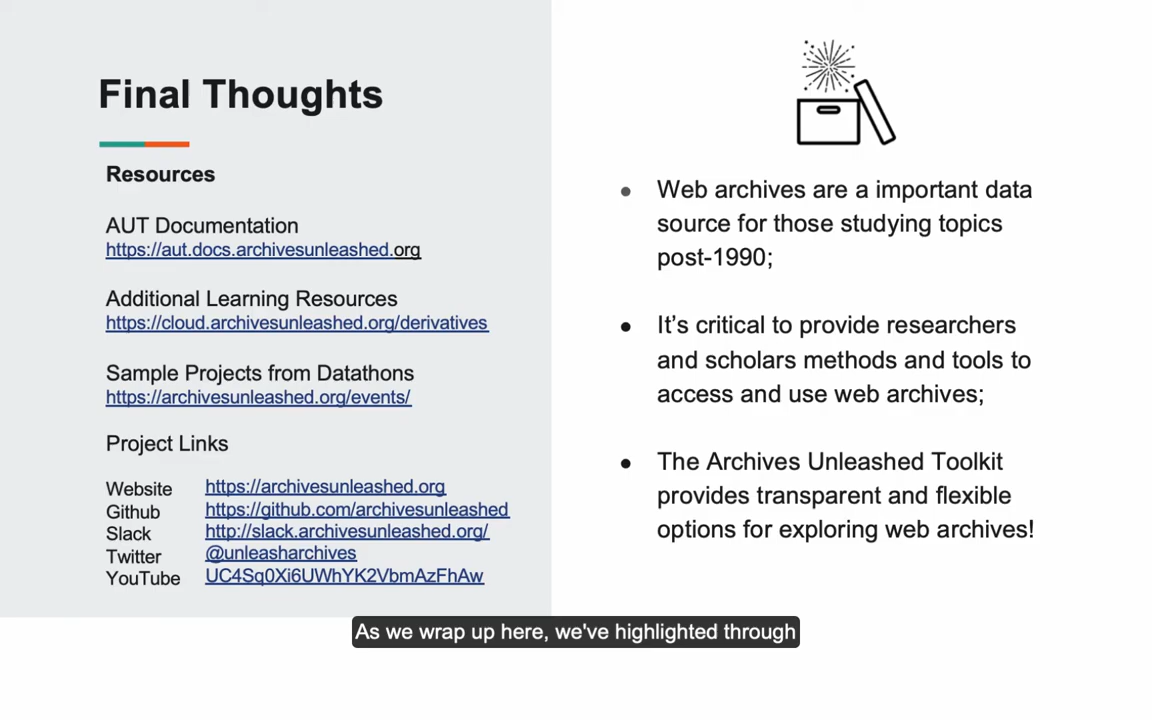 Final Thoughts
Resources
AUT Documentation
https://aut.docs.archivesunleashed.org
Additional Learning Resources
https://cloud.archivesunleashed.org/derivatives
Sample Projects from Datathons
https://archivesunleashed.org/events/
Project Links
Website https://archivesunleashed.org
Github https://github.com/archivesunleashed
Slack http://slack.archivesunleashed.org/
Twitter @unleasharchives
YouTube UC4Sq0Xi6UWhYK2VbmAzFhAw
● Web archives are a important data
source for those studying topics
post-1990;
● It’s critical to provide researchers
and scholars methods and tools to
access and use web archives;
● The Archives Unleashed Toolkit
provides transparent and flexible
options for exploring web archives!
As we wrap up here, we've highlighted through